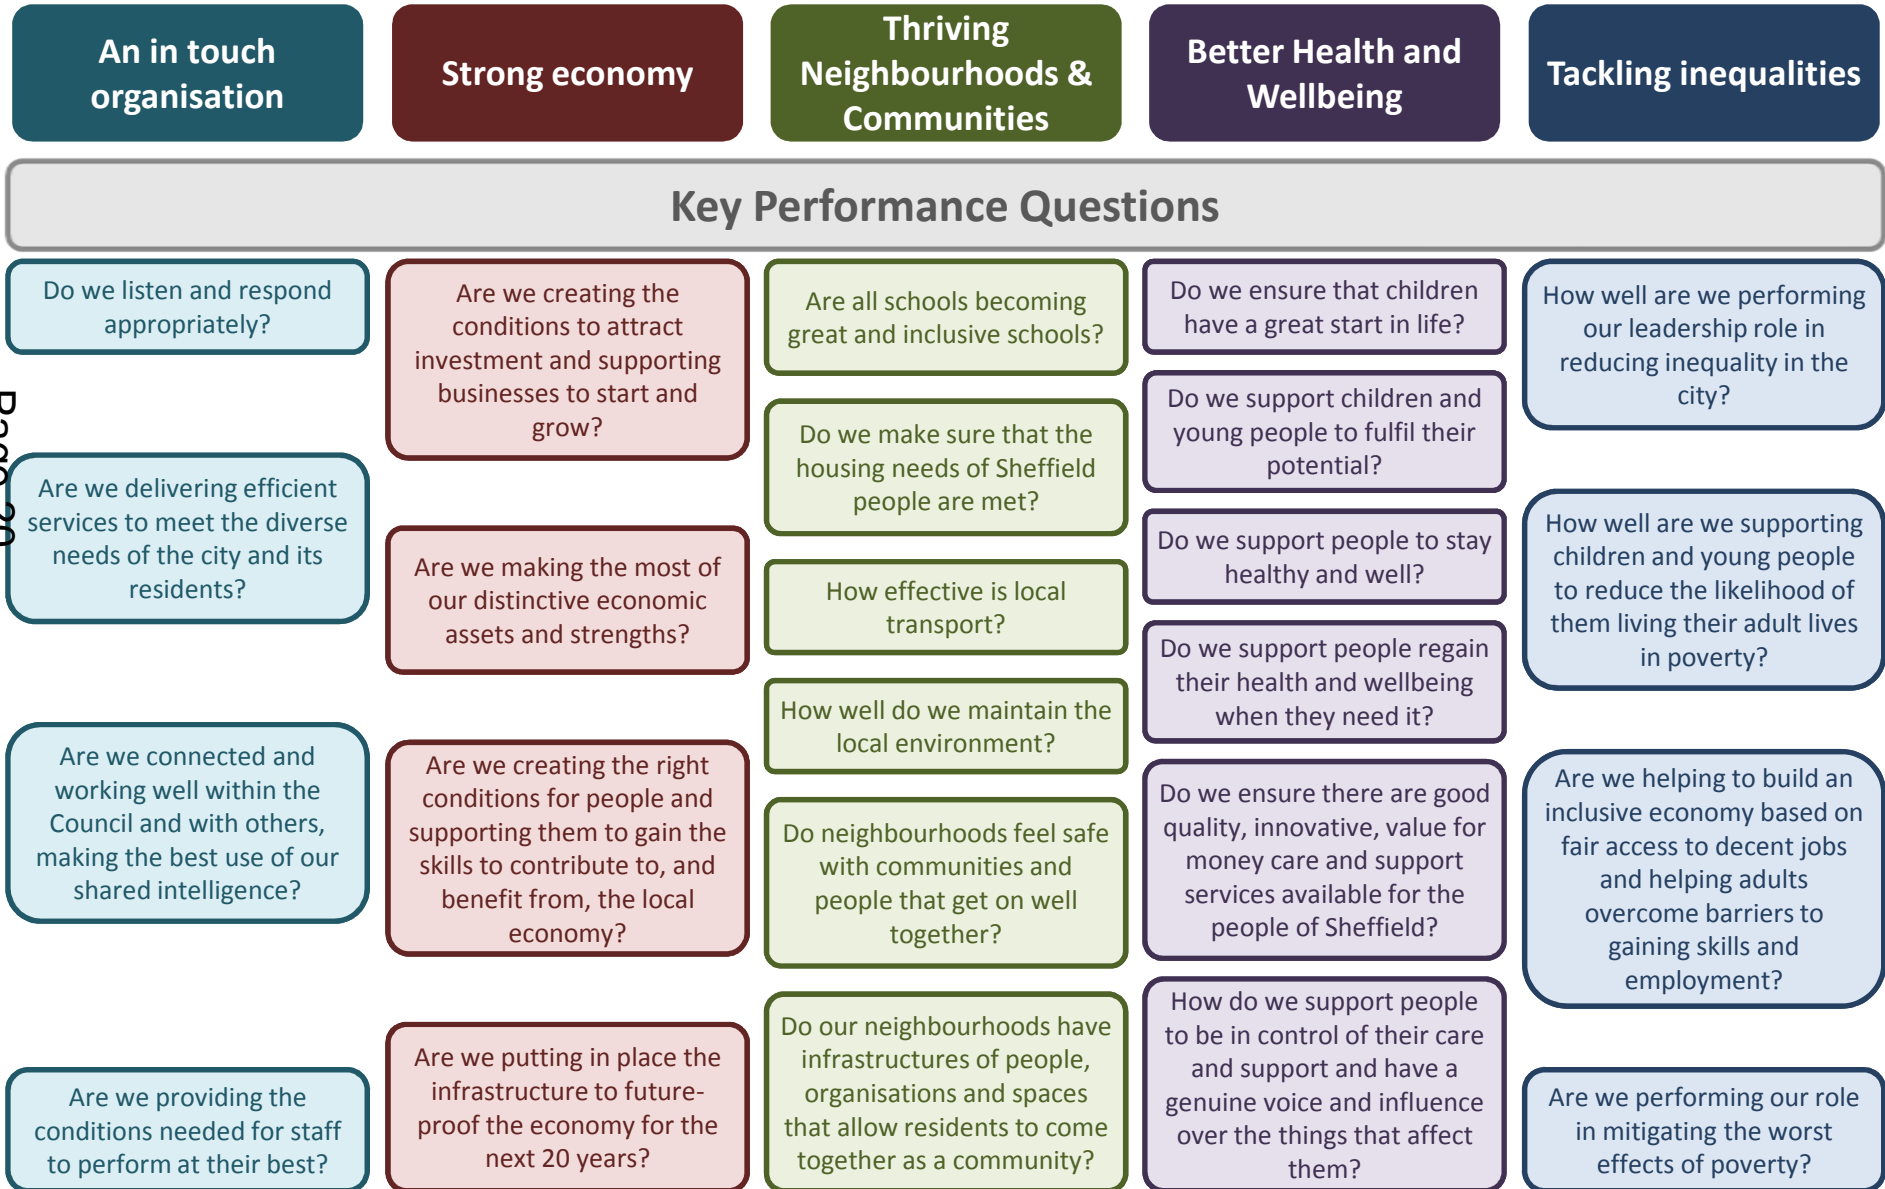 An in touch
organisation
Strong economy
Thriving
Neighbourhoods &
Communities
Better Health and
Wellbeing
Tackling inequalities
Key Performance Questions
Do we listen and respond
appropriately?
Are we delivering efficient
services to meet the diverse
needs of the city and its
residents?
Are we connected and
working well within the
Council and with others,
making the best use of our
shared intelligence?
Are we providing the
conditions needed for staff
to perform at their best?
Are we creating the
conditions to attract
investment and supporting
businesses to start and
grow?
Are we making the most of
our distinctive economic
assets and strengths?
Are we creating the right
conditions for people and
supporting them to gain the
skills to contribute to, and
benefit from, the local
economy?
Are we putting in place the
infrastructure to future-
proof the economy for the
next 20 years?
Are all schools becoming
great and inclusive schools?
Do we make sure that the
housing needs of Sheffield
people are met?
How effective is local
transport?
How well do we maintain the
local environment?
Do neighbourhoods feel safe
with communities and
people that get on well
together?
Do our neighbourhoods have
infrastructures of people,
organisations and spaces
that allow residents to come
together as a community?
Do we ensure that children
have a great start in life?
Do we support children and
young people to fulfil their
potential?
Do we support people to stay
healthy and well?
Do we support people regain
their health and wellbeing
when they need it?
Do we ensure there are good
quality, innovative, value for
money care and support
services available for the
people of Sheffield?
How do we support people
to be in control of their care
and support and have a
genuine voice and influence
over the things that affect
them?
How well are we performing
our leadership role in
reducing inequality in the
city?
How well are we supporting
children and young people
to reduce the likelihood of
them living their adult lives
in poverty?
Are we helping to build an
inclusive economy based on
fair access to decent jobs
and helping adults
overcome barriers to
gaining skills and
employment?
Are we performing our role
in mitigating the worst
effects of poverty?